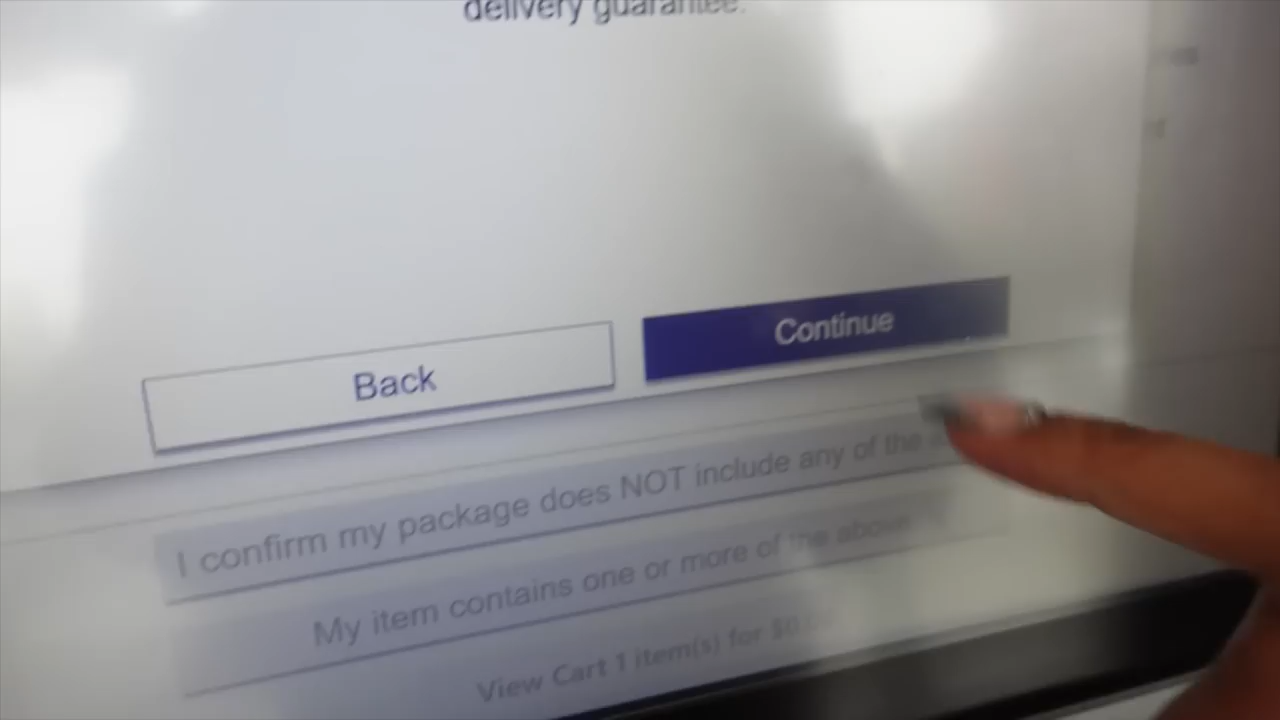 delivery guarantee.
Back
Continue
I confirm my package does NOT include any of the
My item contains one or more of the above
View Cart 1 item(s) for